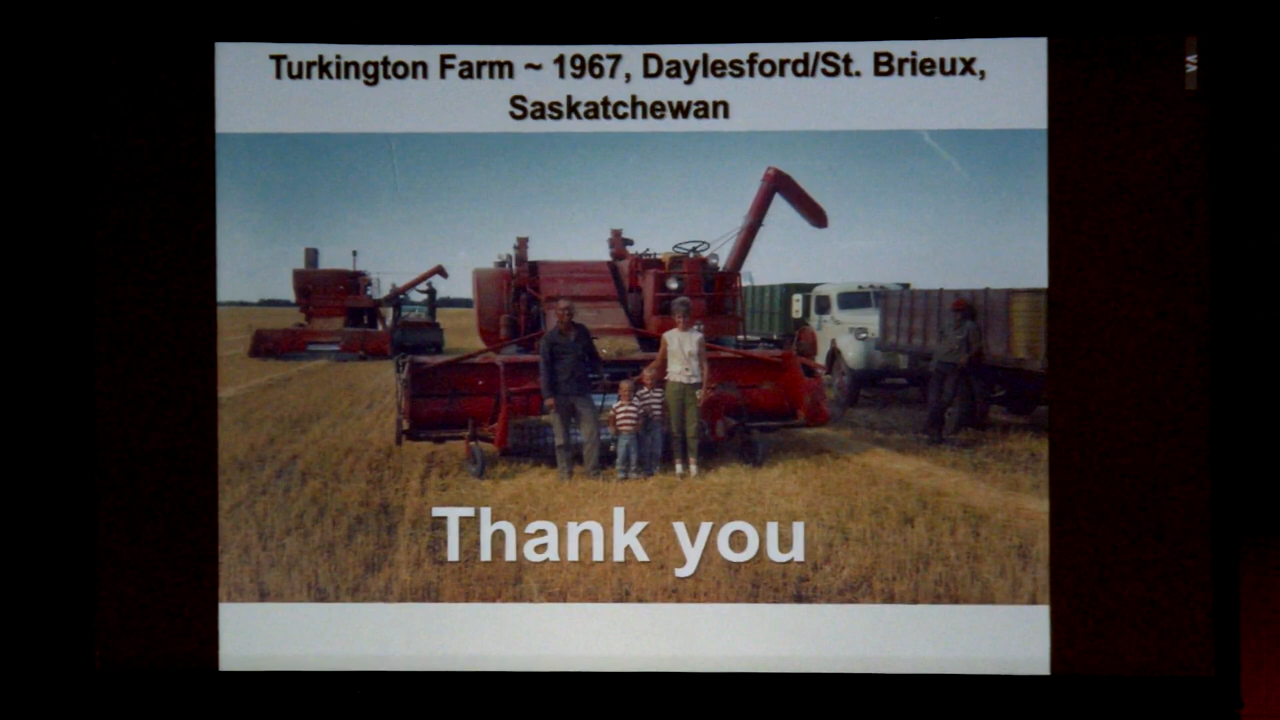 Turkington Farm ~ 1967, Daylesford/St. Brieux,
Saskatchewan
Thank you